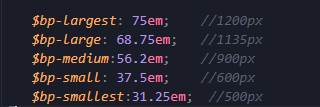 $bp-largest: 75em;    //1200px
$bp-large: 68.75em;   //1135px
$bp-medium:56.2em;    //900px
$bp-small: 37.5em;    //600px
$bp-smallest:31.25em;  //500px